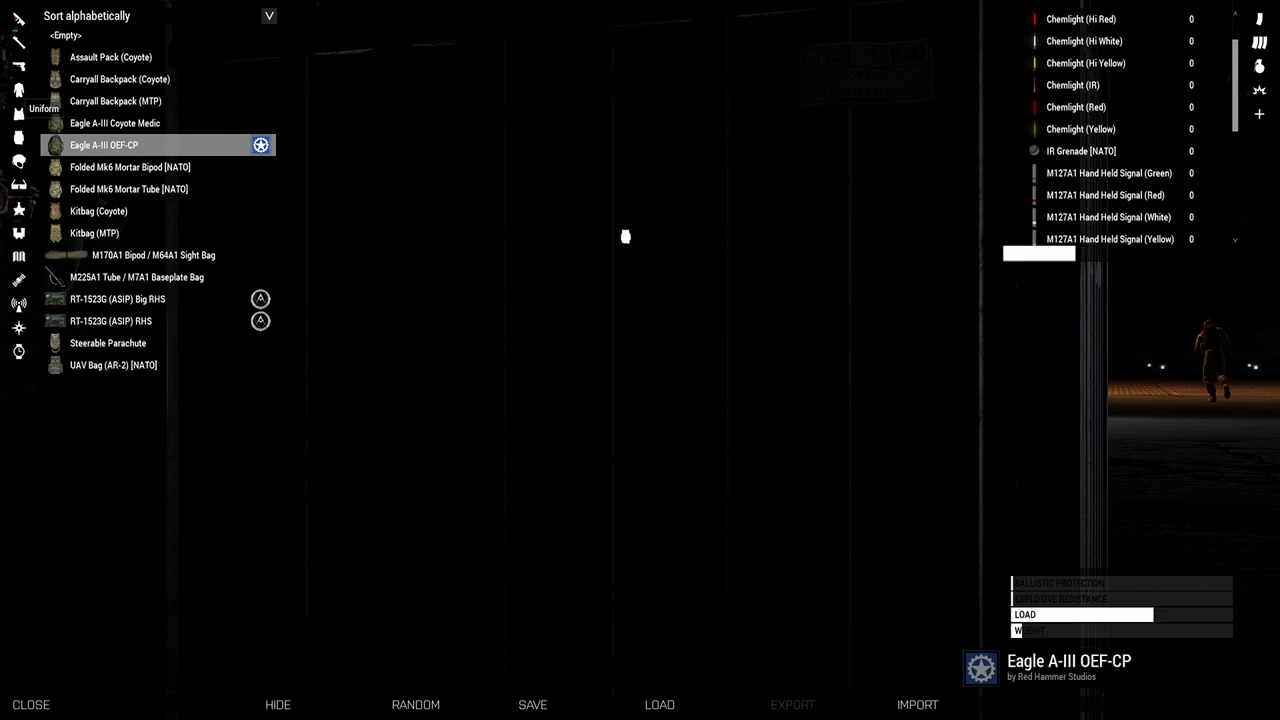 Sort alphabetically
<Empty>
Assault Pack (Coyote)
Carryall Backpack (Coyote)
Carryall Backpack (MTP)
Uniform
Eagle A-III Coyote Medic
Eagle A-III OEF-CP
Folded Mk6 Mortar Bipod [NATO]
Folded Mk6 Mortar Tube [NATO]
Kitbag (Coyote)
Kitbag (MTP)
M170A1 Bipod / M64A1 Sight Bag
M225A1 Tube / M7A1 Baseplate Bag
RT-1523G (ASIP) Big RHS
RT-1523G (ASIP) RHS
Steerable Parachute
UAV Bag (AR-2) [NATO]
Chemlight (Hi Red) 0
Chemlight (Hi White) 0
Chemlight (Hi Yellow) 0
Chemlight (IR) 0
Chemlight (Red) 0
Chemlight (Yellow) 0
IR Grenade [NATO] 0
M127A1 Hand Held Signal (Green) 0
M127A1 Hand Held Signal (Red) 0
M127A1 Hand Held Signal (White) 0
M127A1 Hand Held Signal (Yellow) 0
BALLISTIC PROTECTION
EXPLOSIVE RESISTANCE
LOAD
WEIGHT
Eagle A-III OEF-CP
by Red Hammer Studios
CLOSE
HIDE
RANDOM
SAVE
LOAD
EXPORT
IMPORT